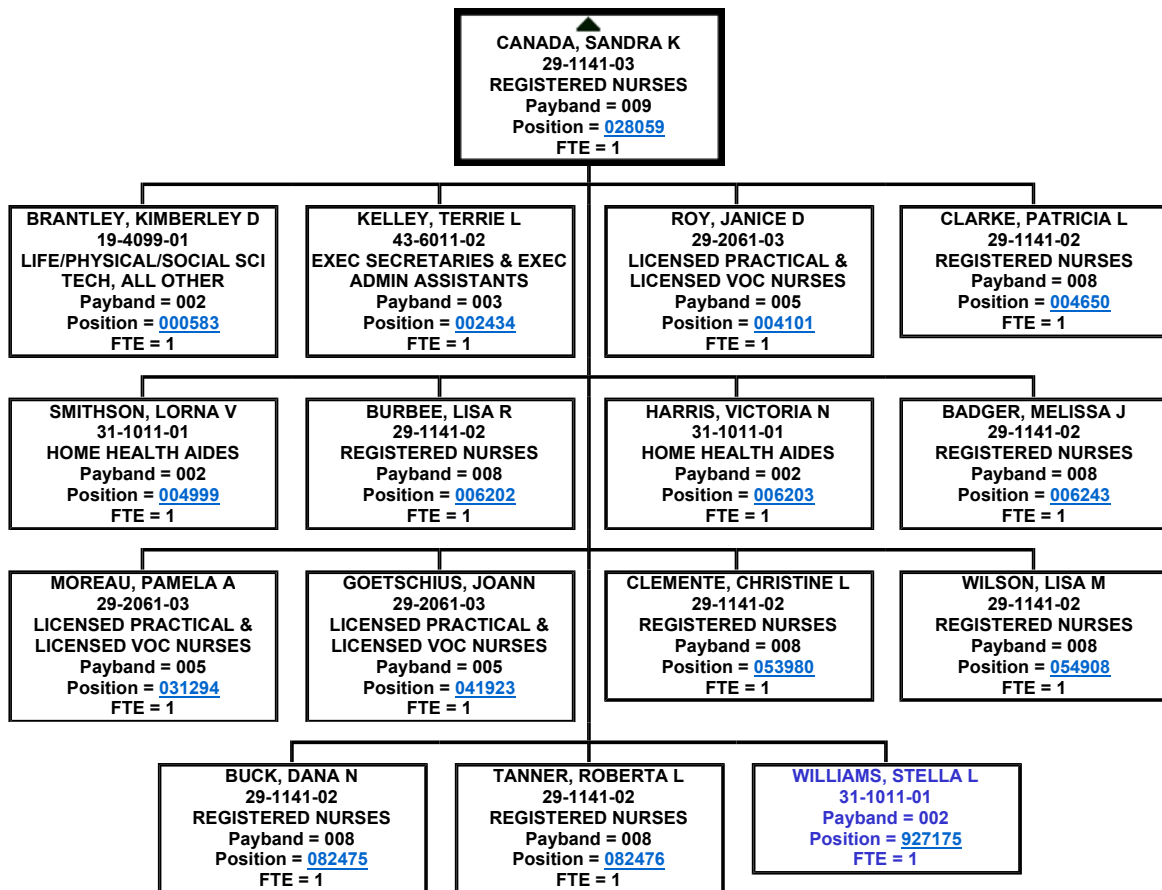 CANADA, SANDRA K
29-1141-03
REGISTERED NURSES
Payband = 009
Position = 028059
FTE = 1
BRANTLEY, KIMBERLEY D
19-4099-01
LIFE/PHYSICAL/SOCIAL SCI
TECH, ALL OTHER
Payband = 002
Position = 000583
FTE = 1
KELLEY, TERRIE L
43-6011-02
EXEC SECRETARIES & EXEC
ADMIN ASSISTANTS
Payband = 003
Position = 002434
FTE = 1
ROY, JANICE D
29-2061-03
LICENSED PRACTICAL &
LICENSED VOC NURSES
Payband = 005
Position = 004101
FTE = 1
CLARKE, PATRICIA L
29-1141-02
REGISTERED NURSES
Payband = 008
Position = 004650
FTE = 1
SMITHSON, LORNA V
31-1011-01
HOME HEALTH AIDES
Payband = 002
Position = 004999
FTE = 1
BURBEE, LISA R
29-1141-02
REGISTERED NURSES
Payband = 008
Position = 006202
FTE = 1
HARRIS, VICTORIA N
31-1011-01
HOME HEALTH AIDES
Payband = 002
Position = 006203
FTE = 1
BADGER, MELISSA J
29-1141-02
REGISTERED NURSES
Payband = 008
Position = 006243
FTE = 1
MOREAU, PAMELA A
29-2061-03
LICENSED PRACTICAL &
LICENSED VOC NURSES
Payband = 005
Position = 031294
FTE = 1
GOETSCHIUS, JOANN
29-2061-03
LICENSED PRACTICAL &
LICENSED VOC NURSES
Payband = 005
Position = 041923
FTE = 1
CLEMENTE, CHRISTINE L
29-1141-02
REGISTERED NURSES
Payband = 008
Position = 053980
FTE = 1
WILSON, LISA M
29-1141-02
REGISTERED NURSES
Payband = 008
Position = 054908
FTE = 1
BUCK, DANA N
29-1141-02
REGISTERED NURSES
Payband = 008
Position = 082475
FTE = 1
TANNER, ROBERTA L
29-1141-02
REGISTERED NURSES
Payband = 008
Position = 082476
FTE = 1
WILLIAMS, STELLA L
31-1011-01
Payband = 002
Position = 927175
FTE = 1